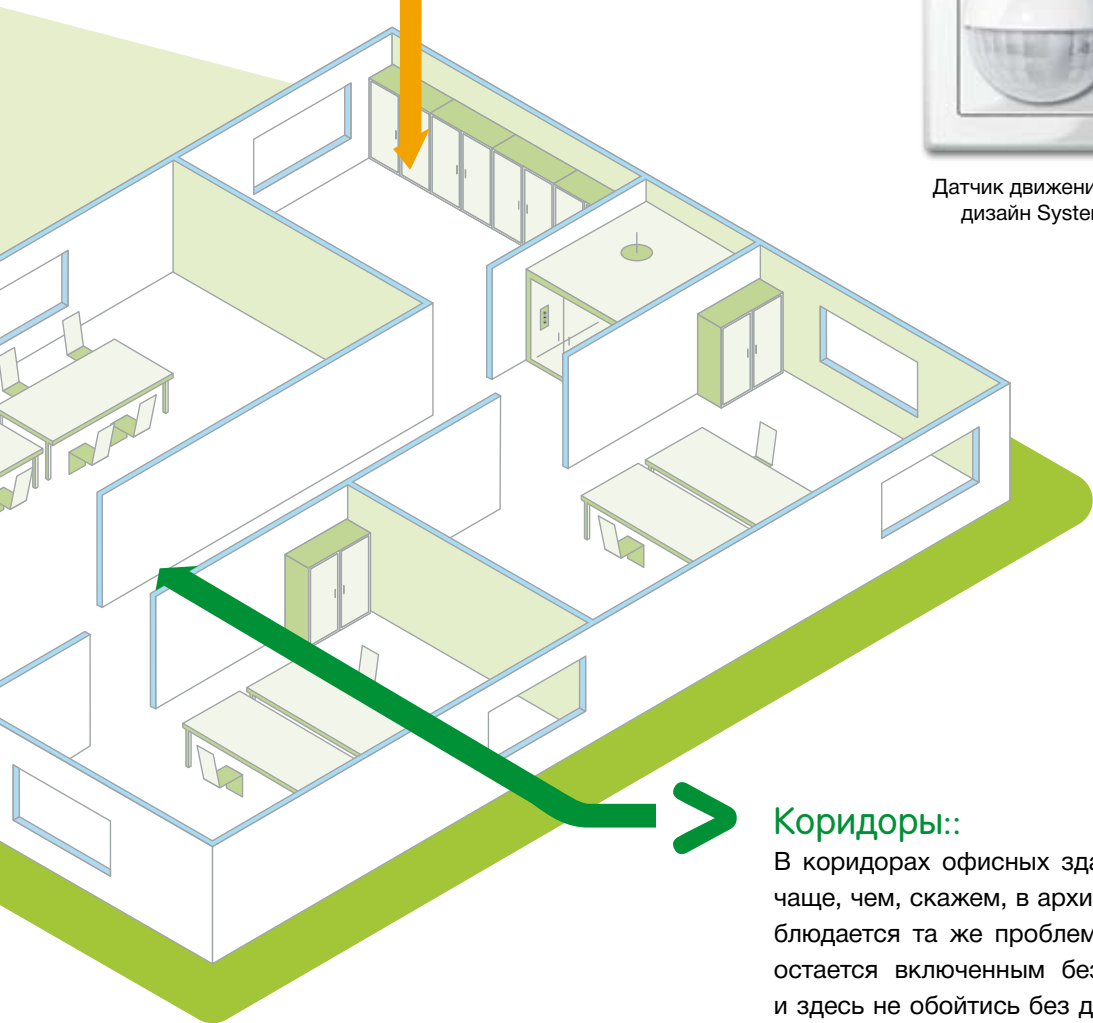 Датчик движени
дизайн Syster
Коридоры::
В коридорах офисных зда
чаще, чем, скажем, в архи
блюдается та же проблем
остается включенным без
и здесь не обойтись без д